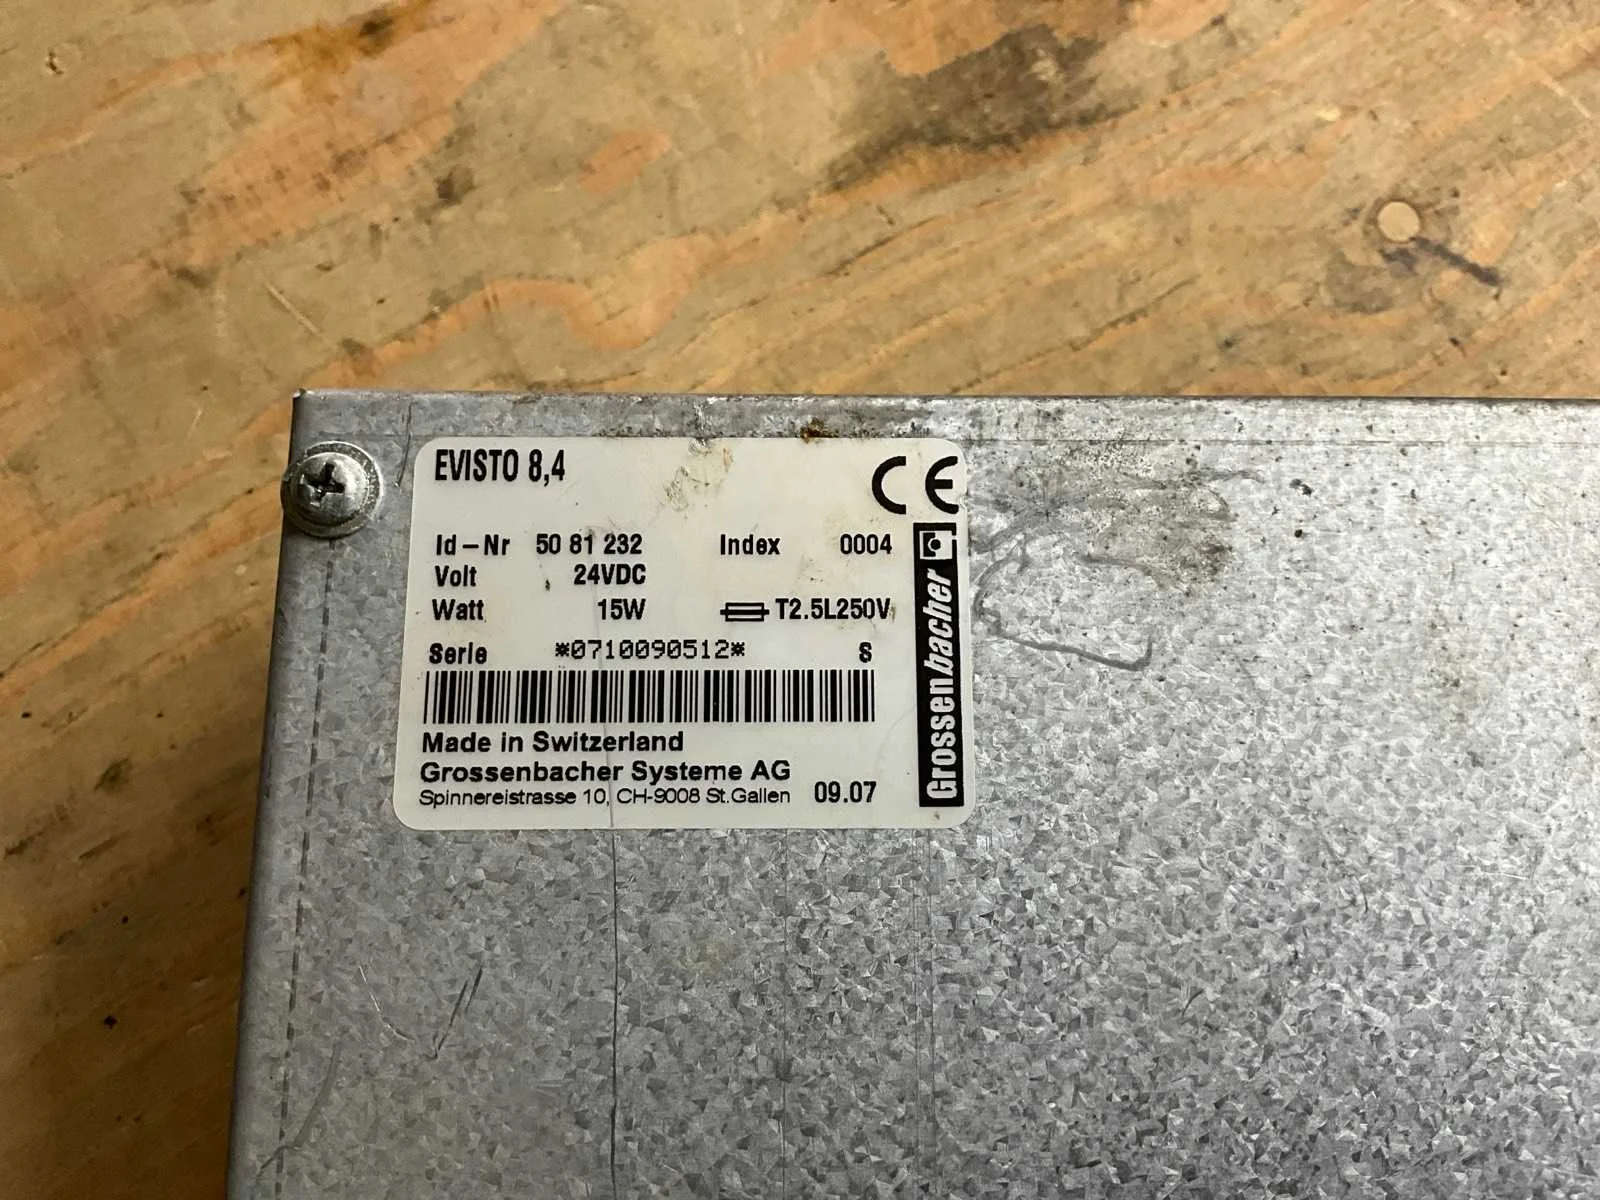 EVISTO 8,4
CE
Id-Nr 50 81 232 Index 0004
Volt 24VDC
Watt 15W T2.5L250V
Serie *0710090512* S
Made in Switzerland
Grossenbacher Systeme AG
Spinnereistrasse 10, CH-9008 St.Gallen 09.07
Grossenbacher